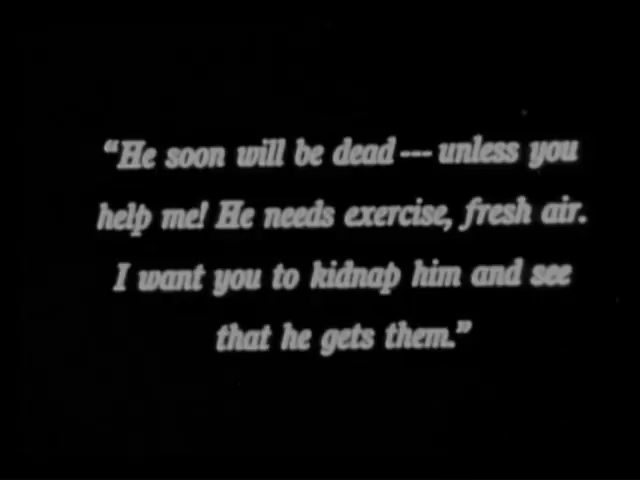 “He soon will be dead --- unless you
help me! He needs exercise, fresh air.
I want you to kidnap him and see
that he gets them.”